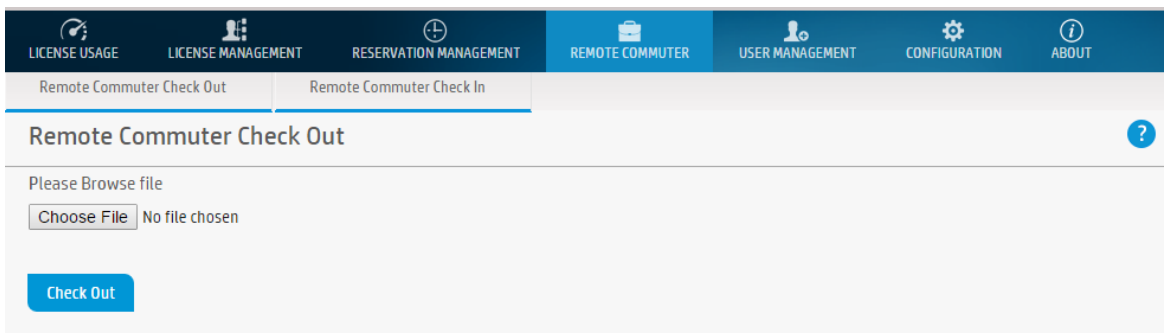 LICENSE USAGE LICENSE MANAGEMENT RESERVATION MANAGEMENT REMOTE COMMUTER USER MANAGEMENT CONFIGURATION ABOUT
Remote Commuter Check Out Remote Commuter Check In
Remote Commuter Check Out ?
Please Browse file
Choose File No file chosen
Check Out